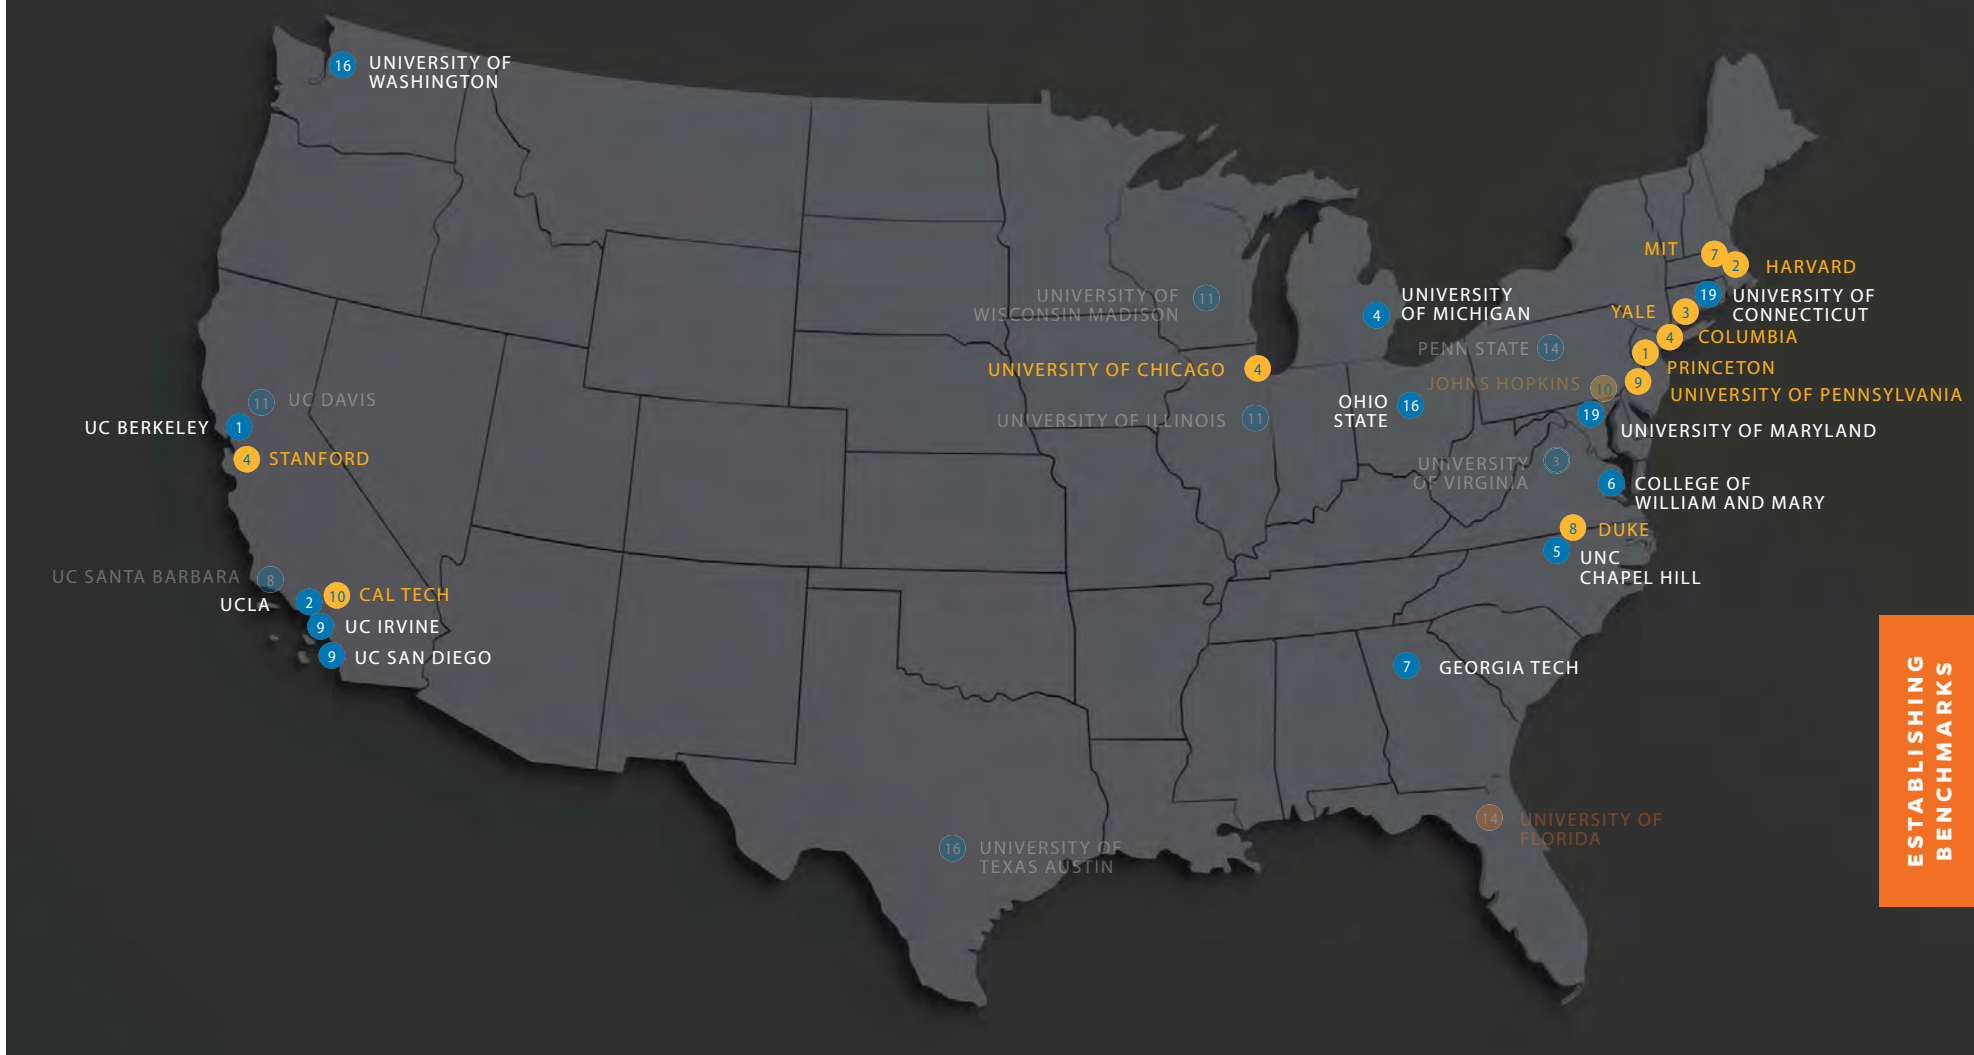 16
UNIVERSITY OF
WASHINGTON
MIT
7
2
HARVARD
UNIVERSITY OF
WISCONSIN MADISON
11
4
UNIVERSITY
OF MICHIGAN
19
UNIVERSITY OF
CONNECTICUT
YALE
3
4
COLUMBIA
PENN STATE
14
1
PRINCETON
UNIVERSITY OF CHICAGO
4
JOHNS HOPKINS
10
9
UNIVERSITY OF PENNSYLVANIA
11
UC DAVIS
OHIO
STATE
16
UNIVERSITY OF ILLINOIS
11
19
UNIVERSITY OF MARYLAND
UC BERKELEY
1
4
STANFORD
UNIVERSITY
OF VIRGINIA
3
6
COLLEGE OF
WILLIAM AND MARY
8
DUKE
5
UNC
CHAPEL HILL
UC SANTA BARBARA
8
UCLA
2
10
CAL TECH
9
UC IRVINE
9
UC SAN DIEGO
7
GEORGIA TECH
14
UNIVERSITY OF
FLORIDA
16
UNIVERSITY OF
TEXAS AUSTIN
ESTABLISHING
BENCHMARKS